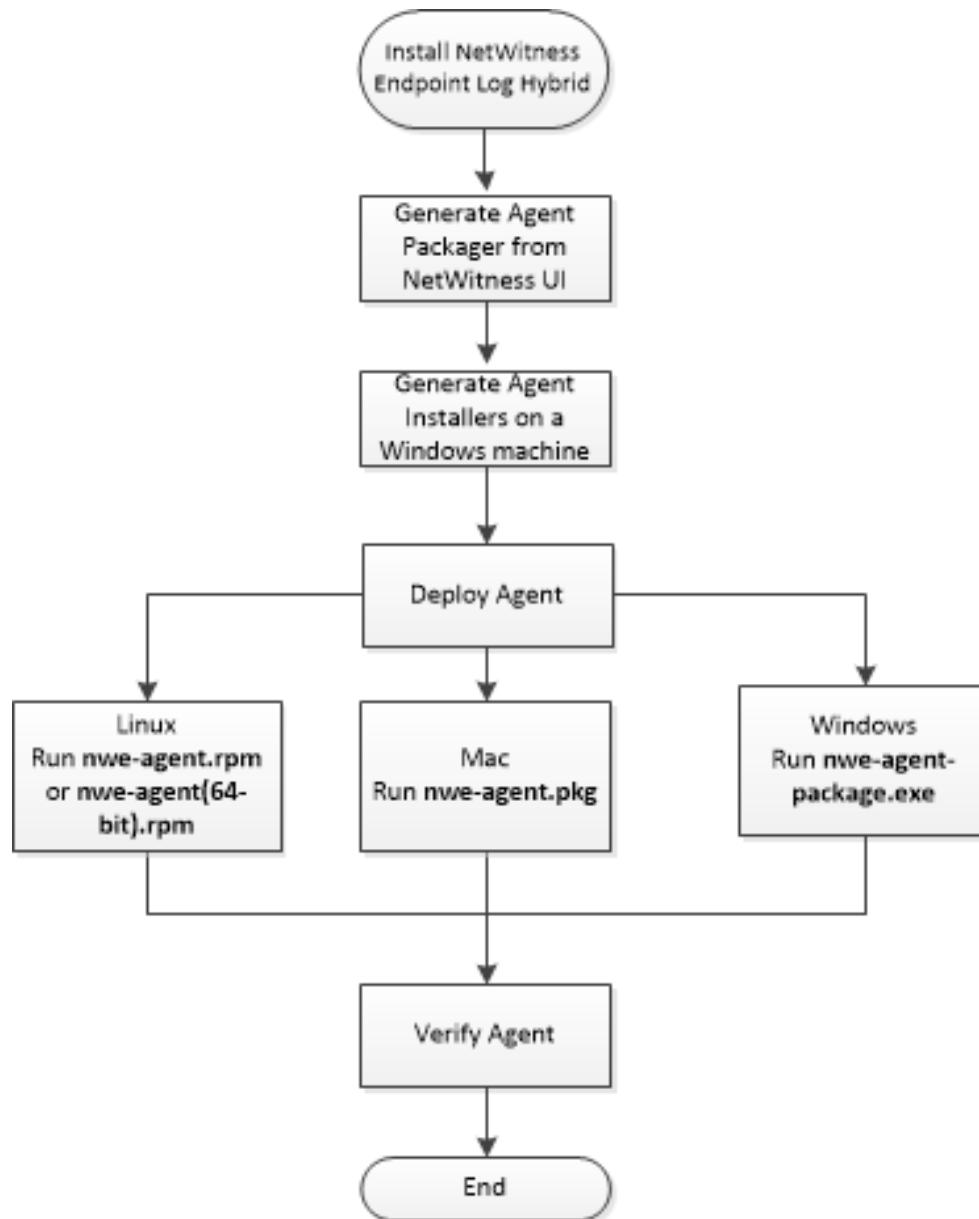 Install NetWitness
Endpoint Log Hybrid
Generate Agent
Packager from
NetWitness UI
Generate Agent
Installers on a
Windows machine
Deploy Agent
Linux
Run nwe-agent.rpm
or nwe-agent(64-
bit).rpm
Mac
Run nwe-agent.pkg
Windows
Run nwe-agent-
package.exe
Verify Agent
End